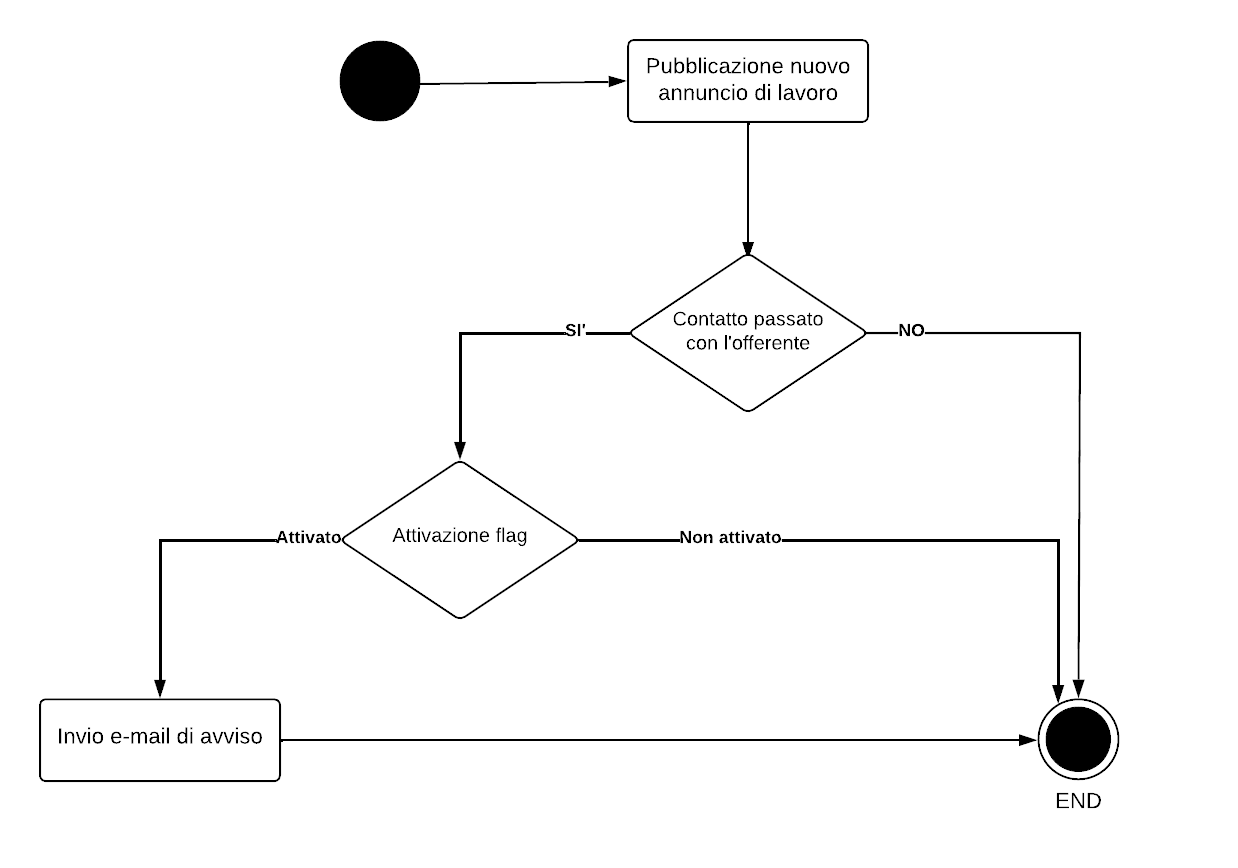 Pubblicazione nuovo
annuncio di lavoro
Contatto passato
con l'offerente
SI'
NO
Attivazione flag
Attivato
Non attivato
Invio e-mail di avviso
END